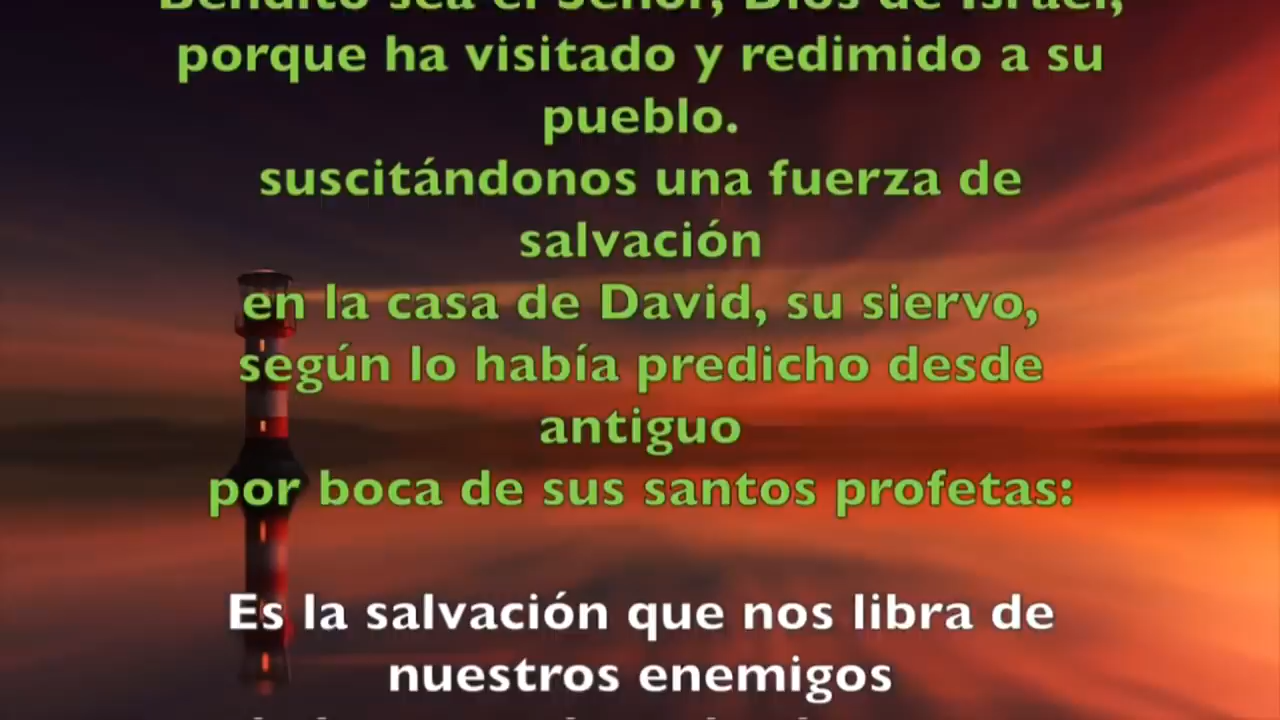 Bendito sea el Señor, Dios de Israel,
porque ha visitado y redimido a su
pueblo.
suscitándonos una fuerza de
salvación
en la casa de David, su siervo,
según lo había predicho desde
antiguo
por boca de sus santos profetas:
Es la salvación que nos libra de
nuestros enemigos